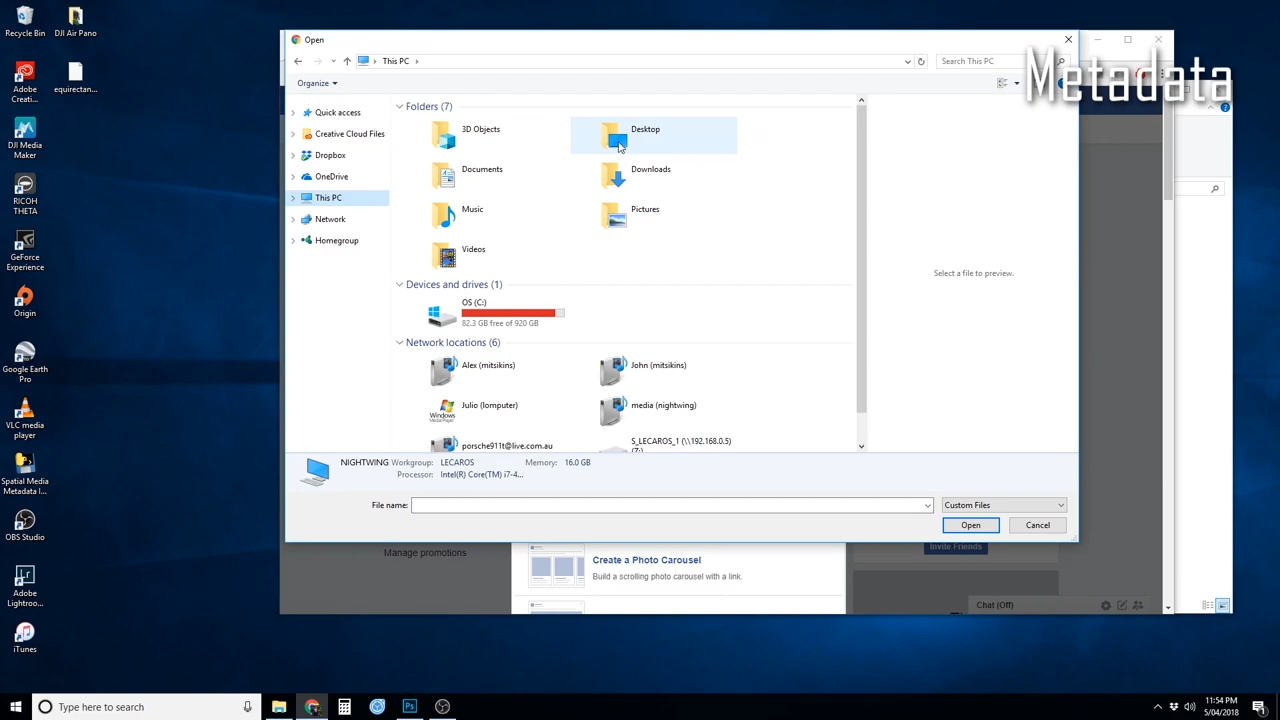 Recycle Bin
DJI Air Pano
Adobe
Creati...
equirectan...
DJI Media
Maker
RICOH
THETA
GeForce
Experience
Origin
Google Earth
Pro
VLC media
player
Spatial Media
Metadata I...
OBS Studio
Adobe
Lightroo...
iTunes
Open
Metadata
This PC
Search This PC
Organize
Quick access
Creative Cloud Files
Dropbox
OneDrive
This PC
Network
Homegroup
Folders (7)
3D Objects
Desktop
Documents
Downloads
Music
Pictures
Videos
Devices and drives (1)
OS (C:)
82.3 GB free of 920 GB
Network locations (6)
Alex (mitsikins)
John (mitsikins)
Julio (lomputer)
media (nightwing)
Windows
Media Player
porsche911t@live.com.au
S_LECAROS_1 (\\192.168.0.5)
(Z:)
Select a file to preview.
NIGHTWING Workgroup: LECAROS Memory: 16.0 GB
Processor: Intel(R) Core(TM) i7-4...
File name:
Custom Files
Open
Cancel
Manage promotions
Create a Photo Carousel
Build a scrolling photo carousel with a link.
Invite Friends
Chat (Off)
Type here to search
Ps
11:54 PM
5/04/2018
1